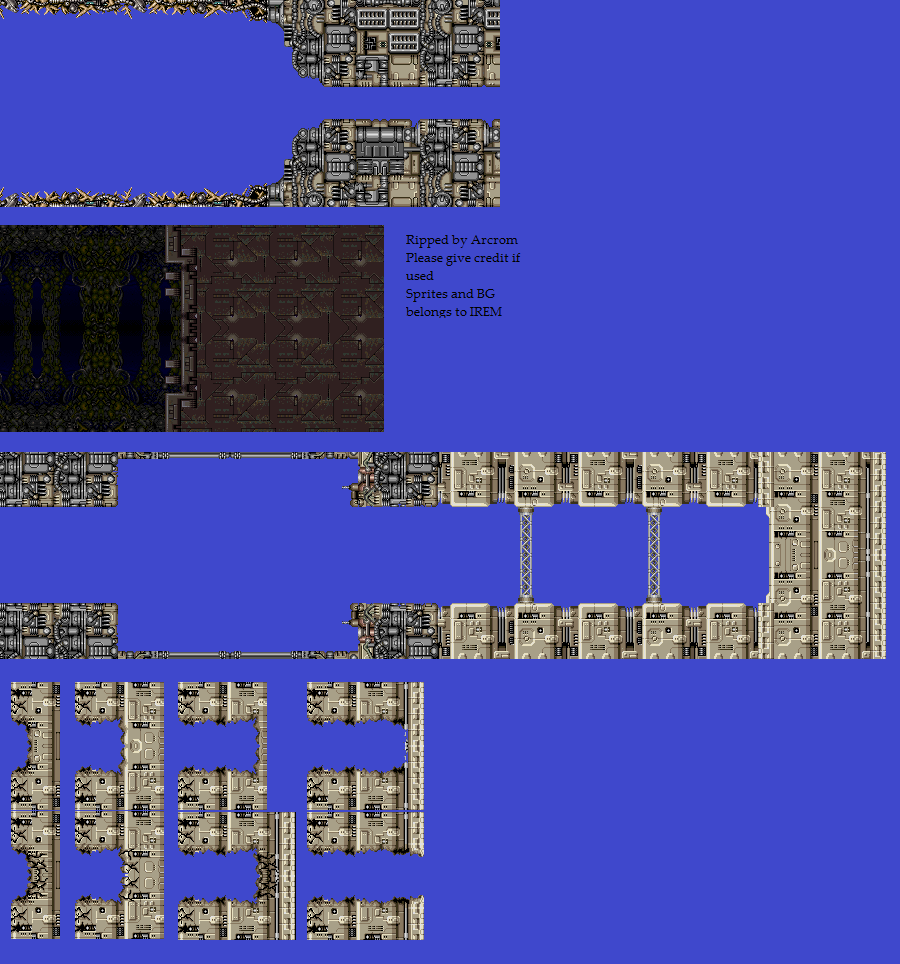 Ripped by Arcrom
Please give credit if
used
Sprites and BG
belongs to IREM